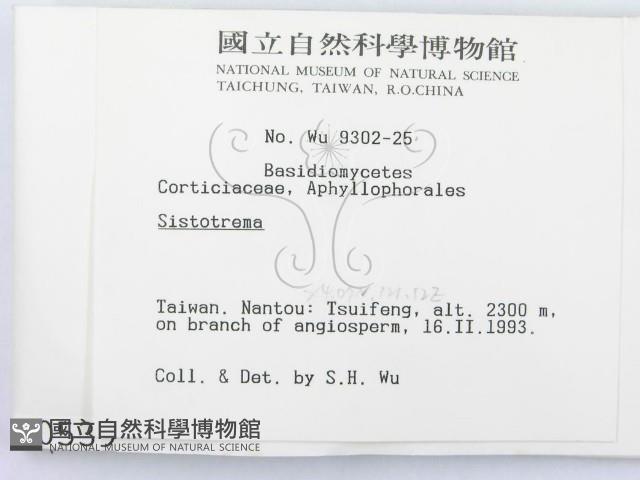 國立自然科學博物館
NATIONAL MUSEUM OF NATURAL SCIENCE
TAICHUNG, TAIWAN, R.O.CHINA
No. Wu 9302-25
Basidiomycetes
Corticiaceae, Aphyllophorales
Sistotrema
Taiwan. Nantou: Tsuifeng, alt. 2300 m,
on branch of angiosperm, 16.II.1993.
Coll. & Det. by S.H. Wu
國立自然科學博物館
NATIONAL MUSEUM OF NATURAL SCIENCE